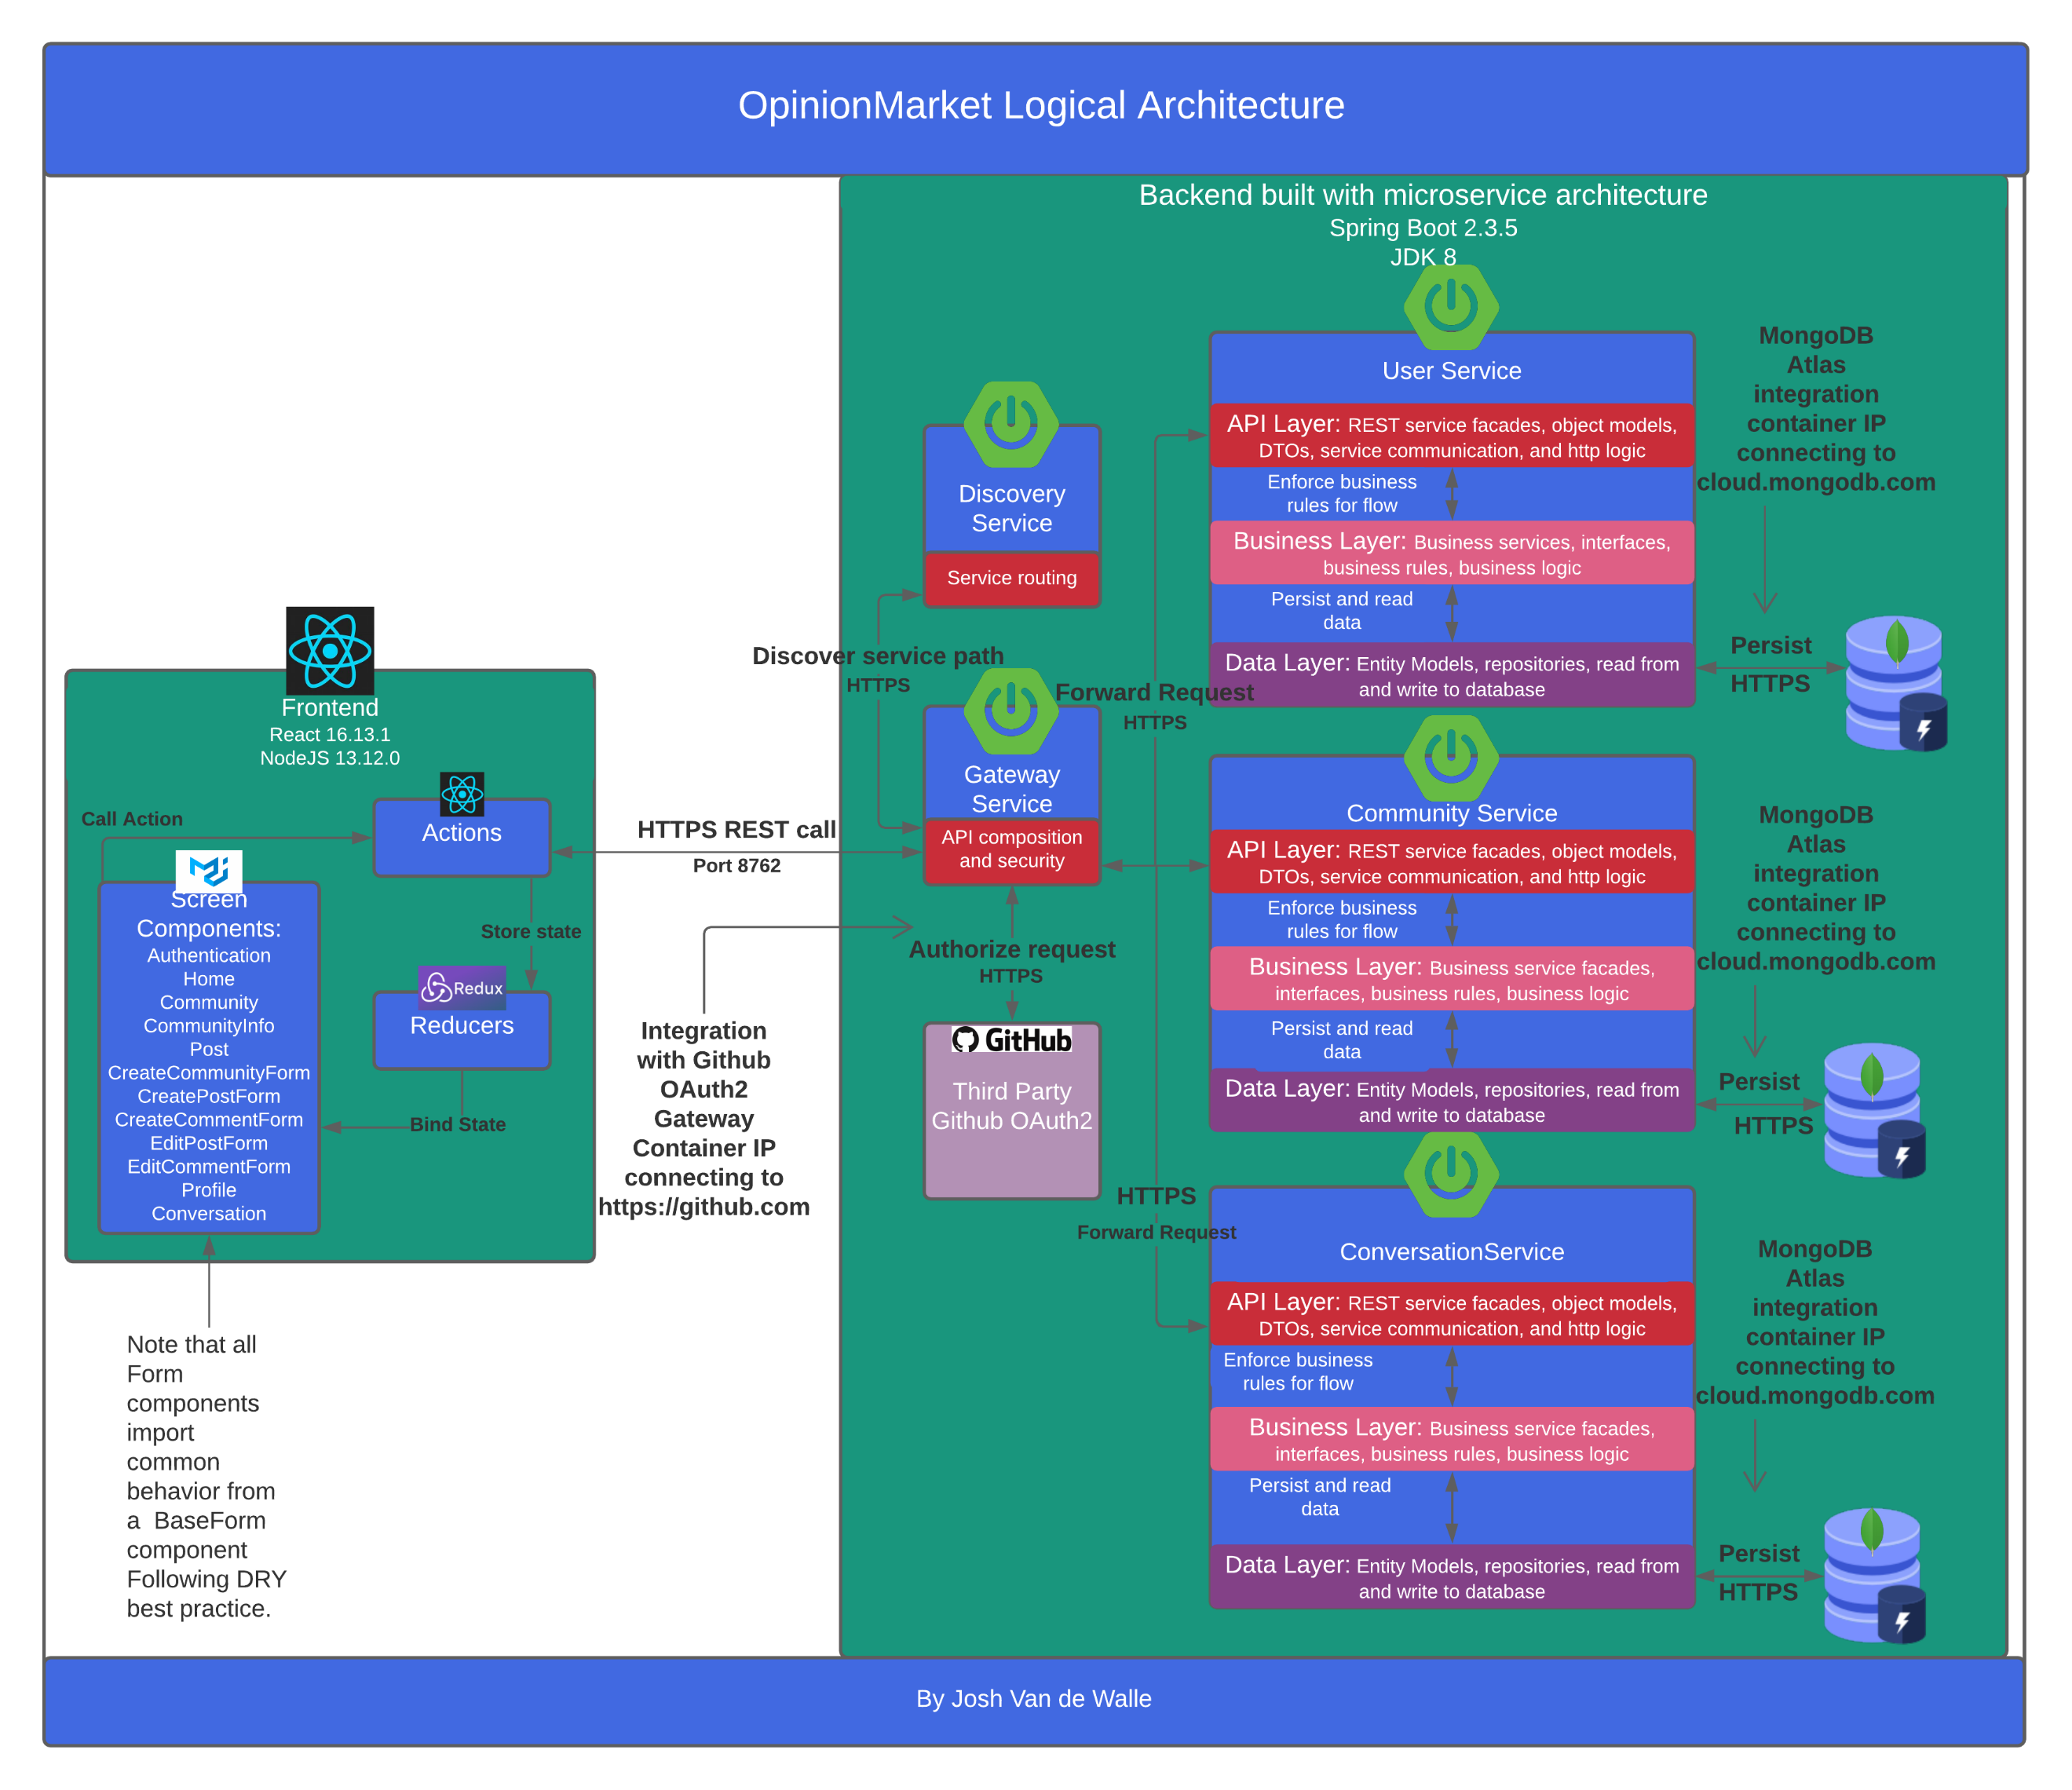 OpinionMarket Logical Architecture
Backend built with microservice architecture
Spring Boot 2.3.5
JDK 8
Frontend
React 16.13.1
NodeJS 13.12.0
Call Action
Actions
Store state
Redux
Reducers
Bind State
Screen
Components:
Authentication
Home
Community
CommunityInfo
Post
CreateCommunityForm
CreatePostForm
CreateCommentForm
EditPostForm
EditCommentForm
Profile
Conversation
Note that all
Form
components
import
common
behavior from
a  BaseForm
component
Following DRY
best practice.
HTTPS REST call
Port 8762
Integration
with Github
OAuth2
Gateway
Container IP
connecting to
https://github.com
Discovery
Service
Service routing
Discover service path
HTTPS
Gateway
Service
API composition
and security
Authorize request
HTTPS
GitHub
Third Party
Github OAuth2
Forward Request
HTTPS
HTTPS
Forward Request
User Service
API Layer: REST service facades, object models,
DTOs, service communication, and http logic
Enforce business
rules for flow
Business Layer: Business services, interfaces,
business rules, business logic
Persist and read
data
Data Layer: Entity Models, repositories, read from
and write to database
MongoDB
Atlas
integration
container IP
connecting to
cloud.mongodb.com
Persist
HTTPS
Community Service
API Layer: REST service facades, object models,
DTOs, service communication, and http logic
Enforce business
rules for flow
Business Layer: Business service facades,
interfaces, business rules, business logic
Persist and read
data
Data Layer: Entity Models, repositories, read from
and write to database
MongoDB
Atlas
integration
container IP
connecting to
cloud.mongodb.com
Persist
HTTPS
ConversationService
API Layer: REST service facades, object models,
DTOs, service communication, and http logic
Enforce business
rules for flow
Business Layer: Business service facades,
interfaces, business rules, business logic
Persist and read
data
Data Layer: Entity Models, repositories, read from
and write to database
MongoDB
Atlas
integration
container IP
connecting to
cloud.mongodb.com
Persist
HTTPS
By Josh Van de Walle